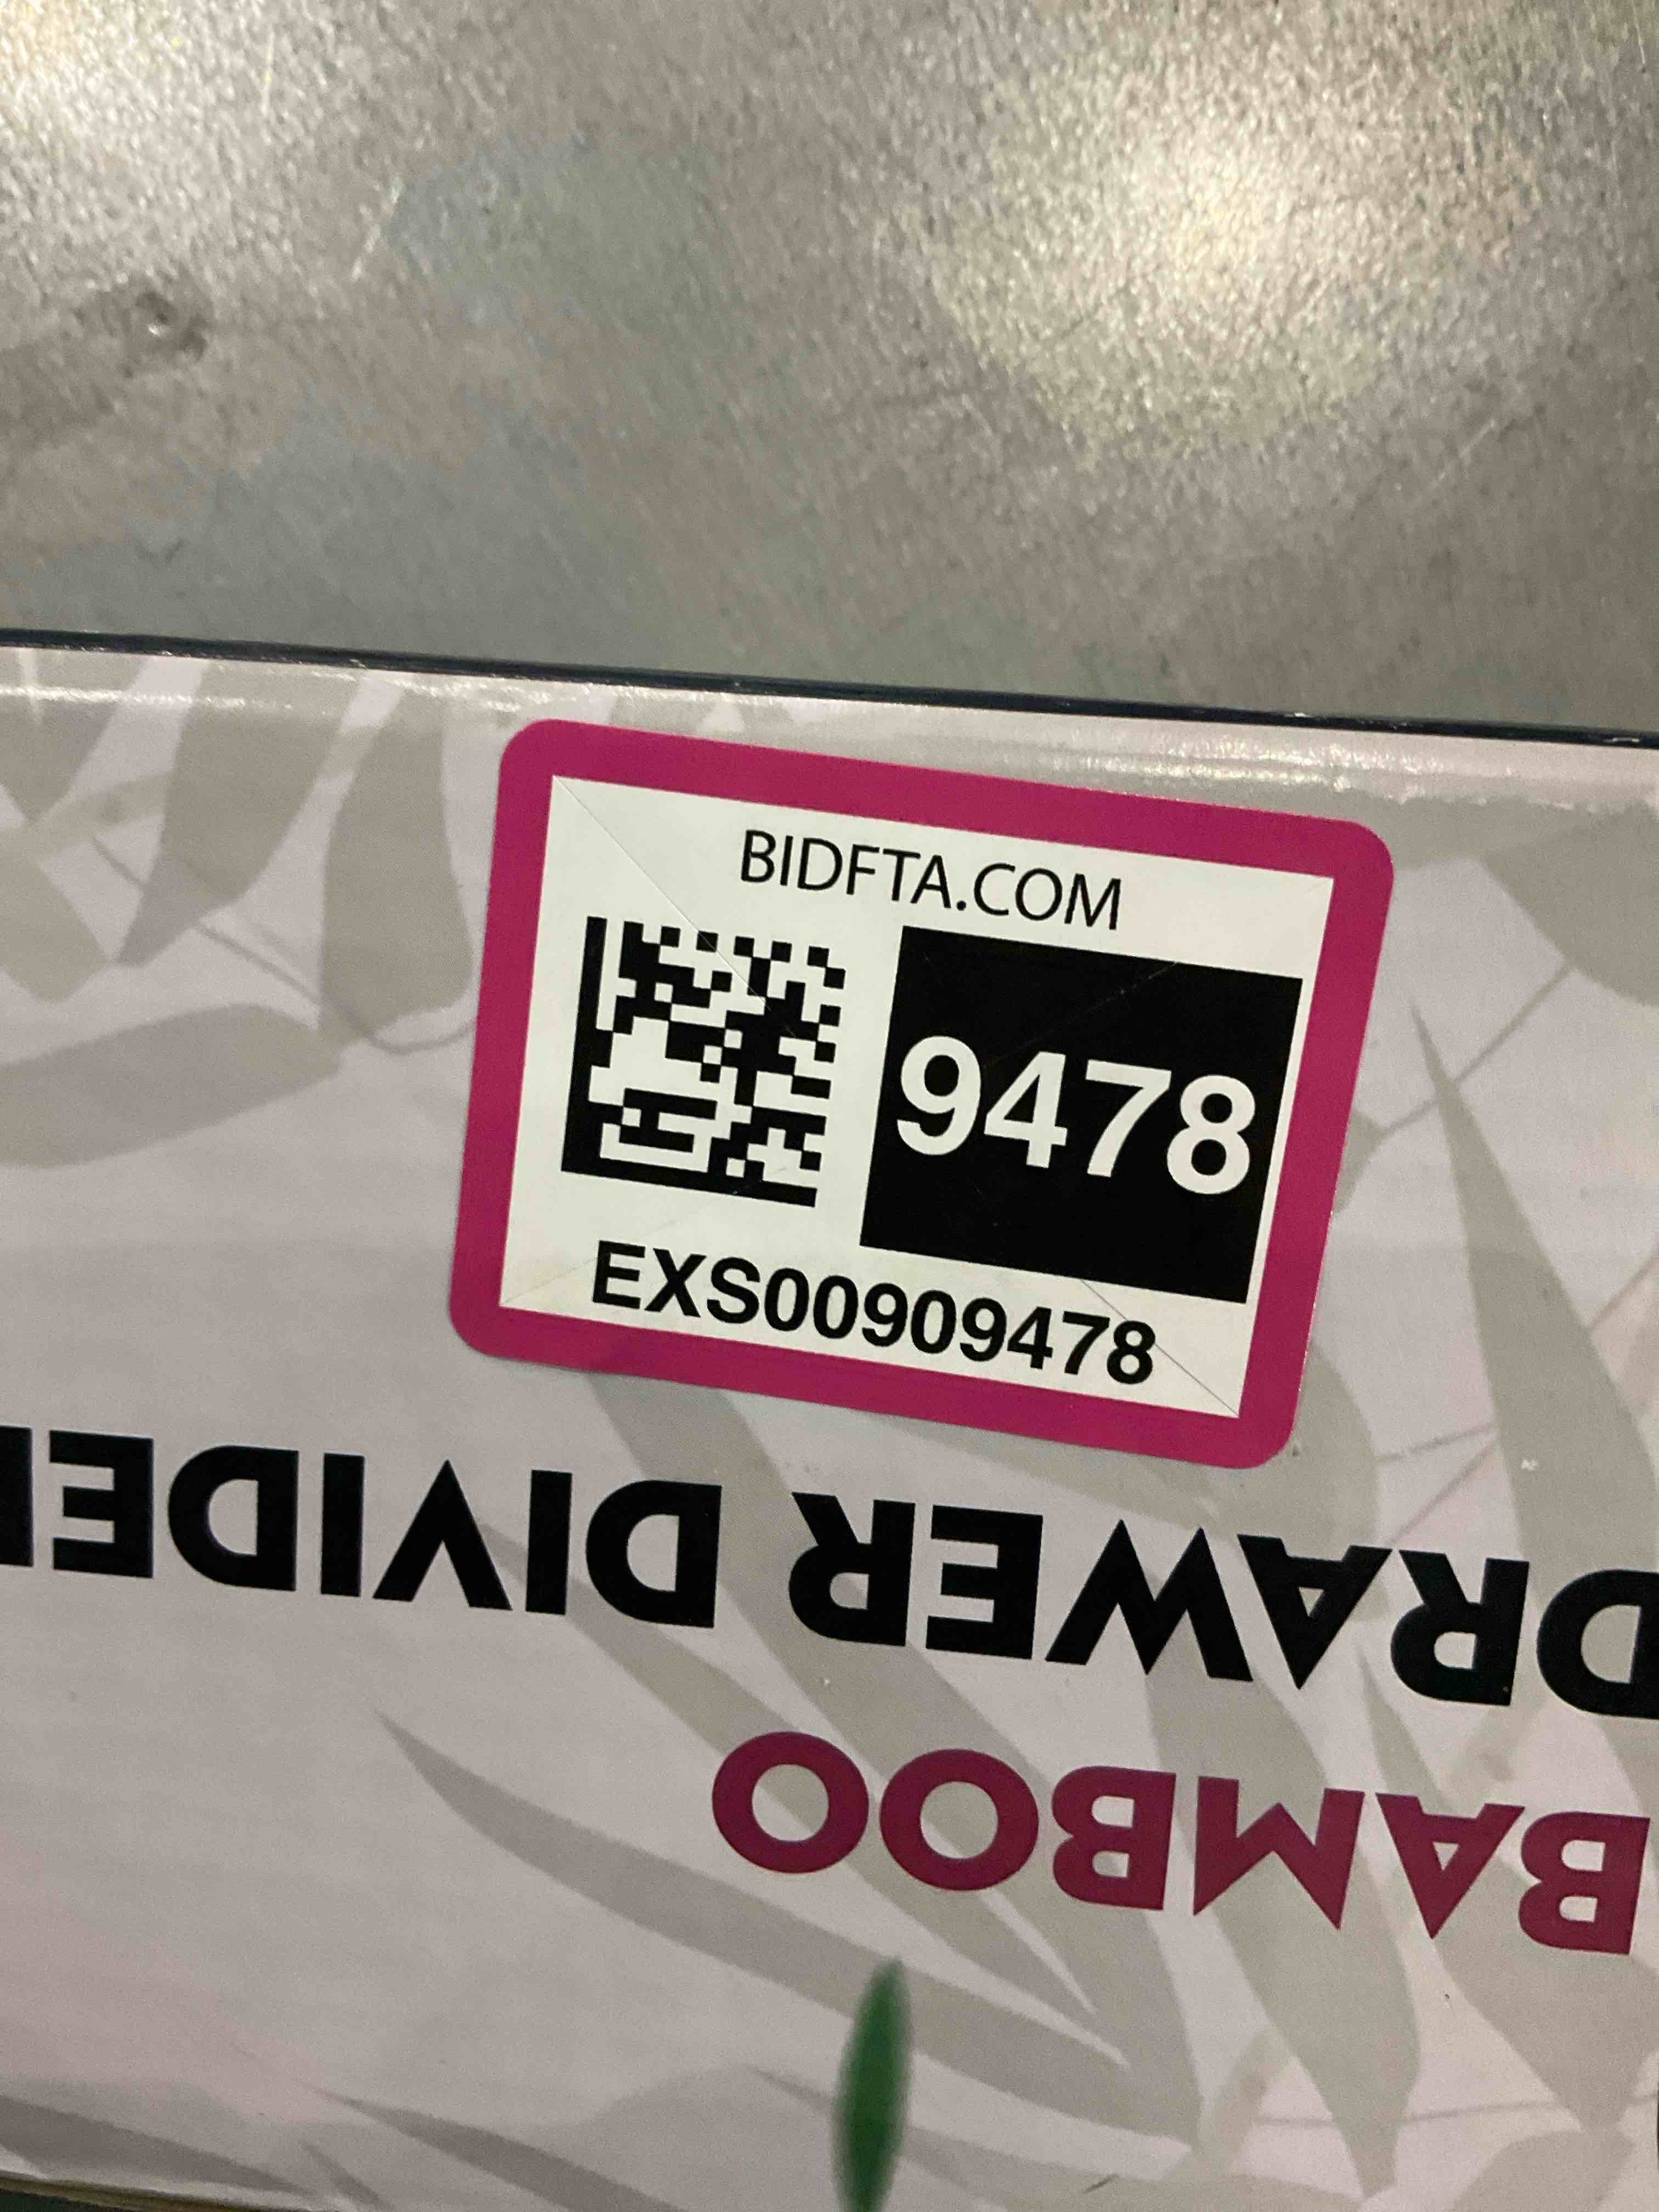 BIDFTA.COM
9478
EXS00909478
BAMBOO
DRAWER DIVIDE